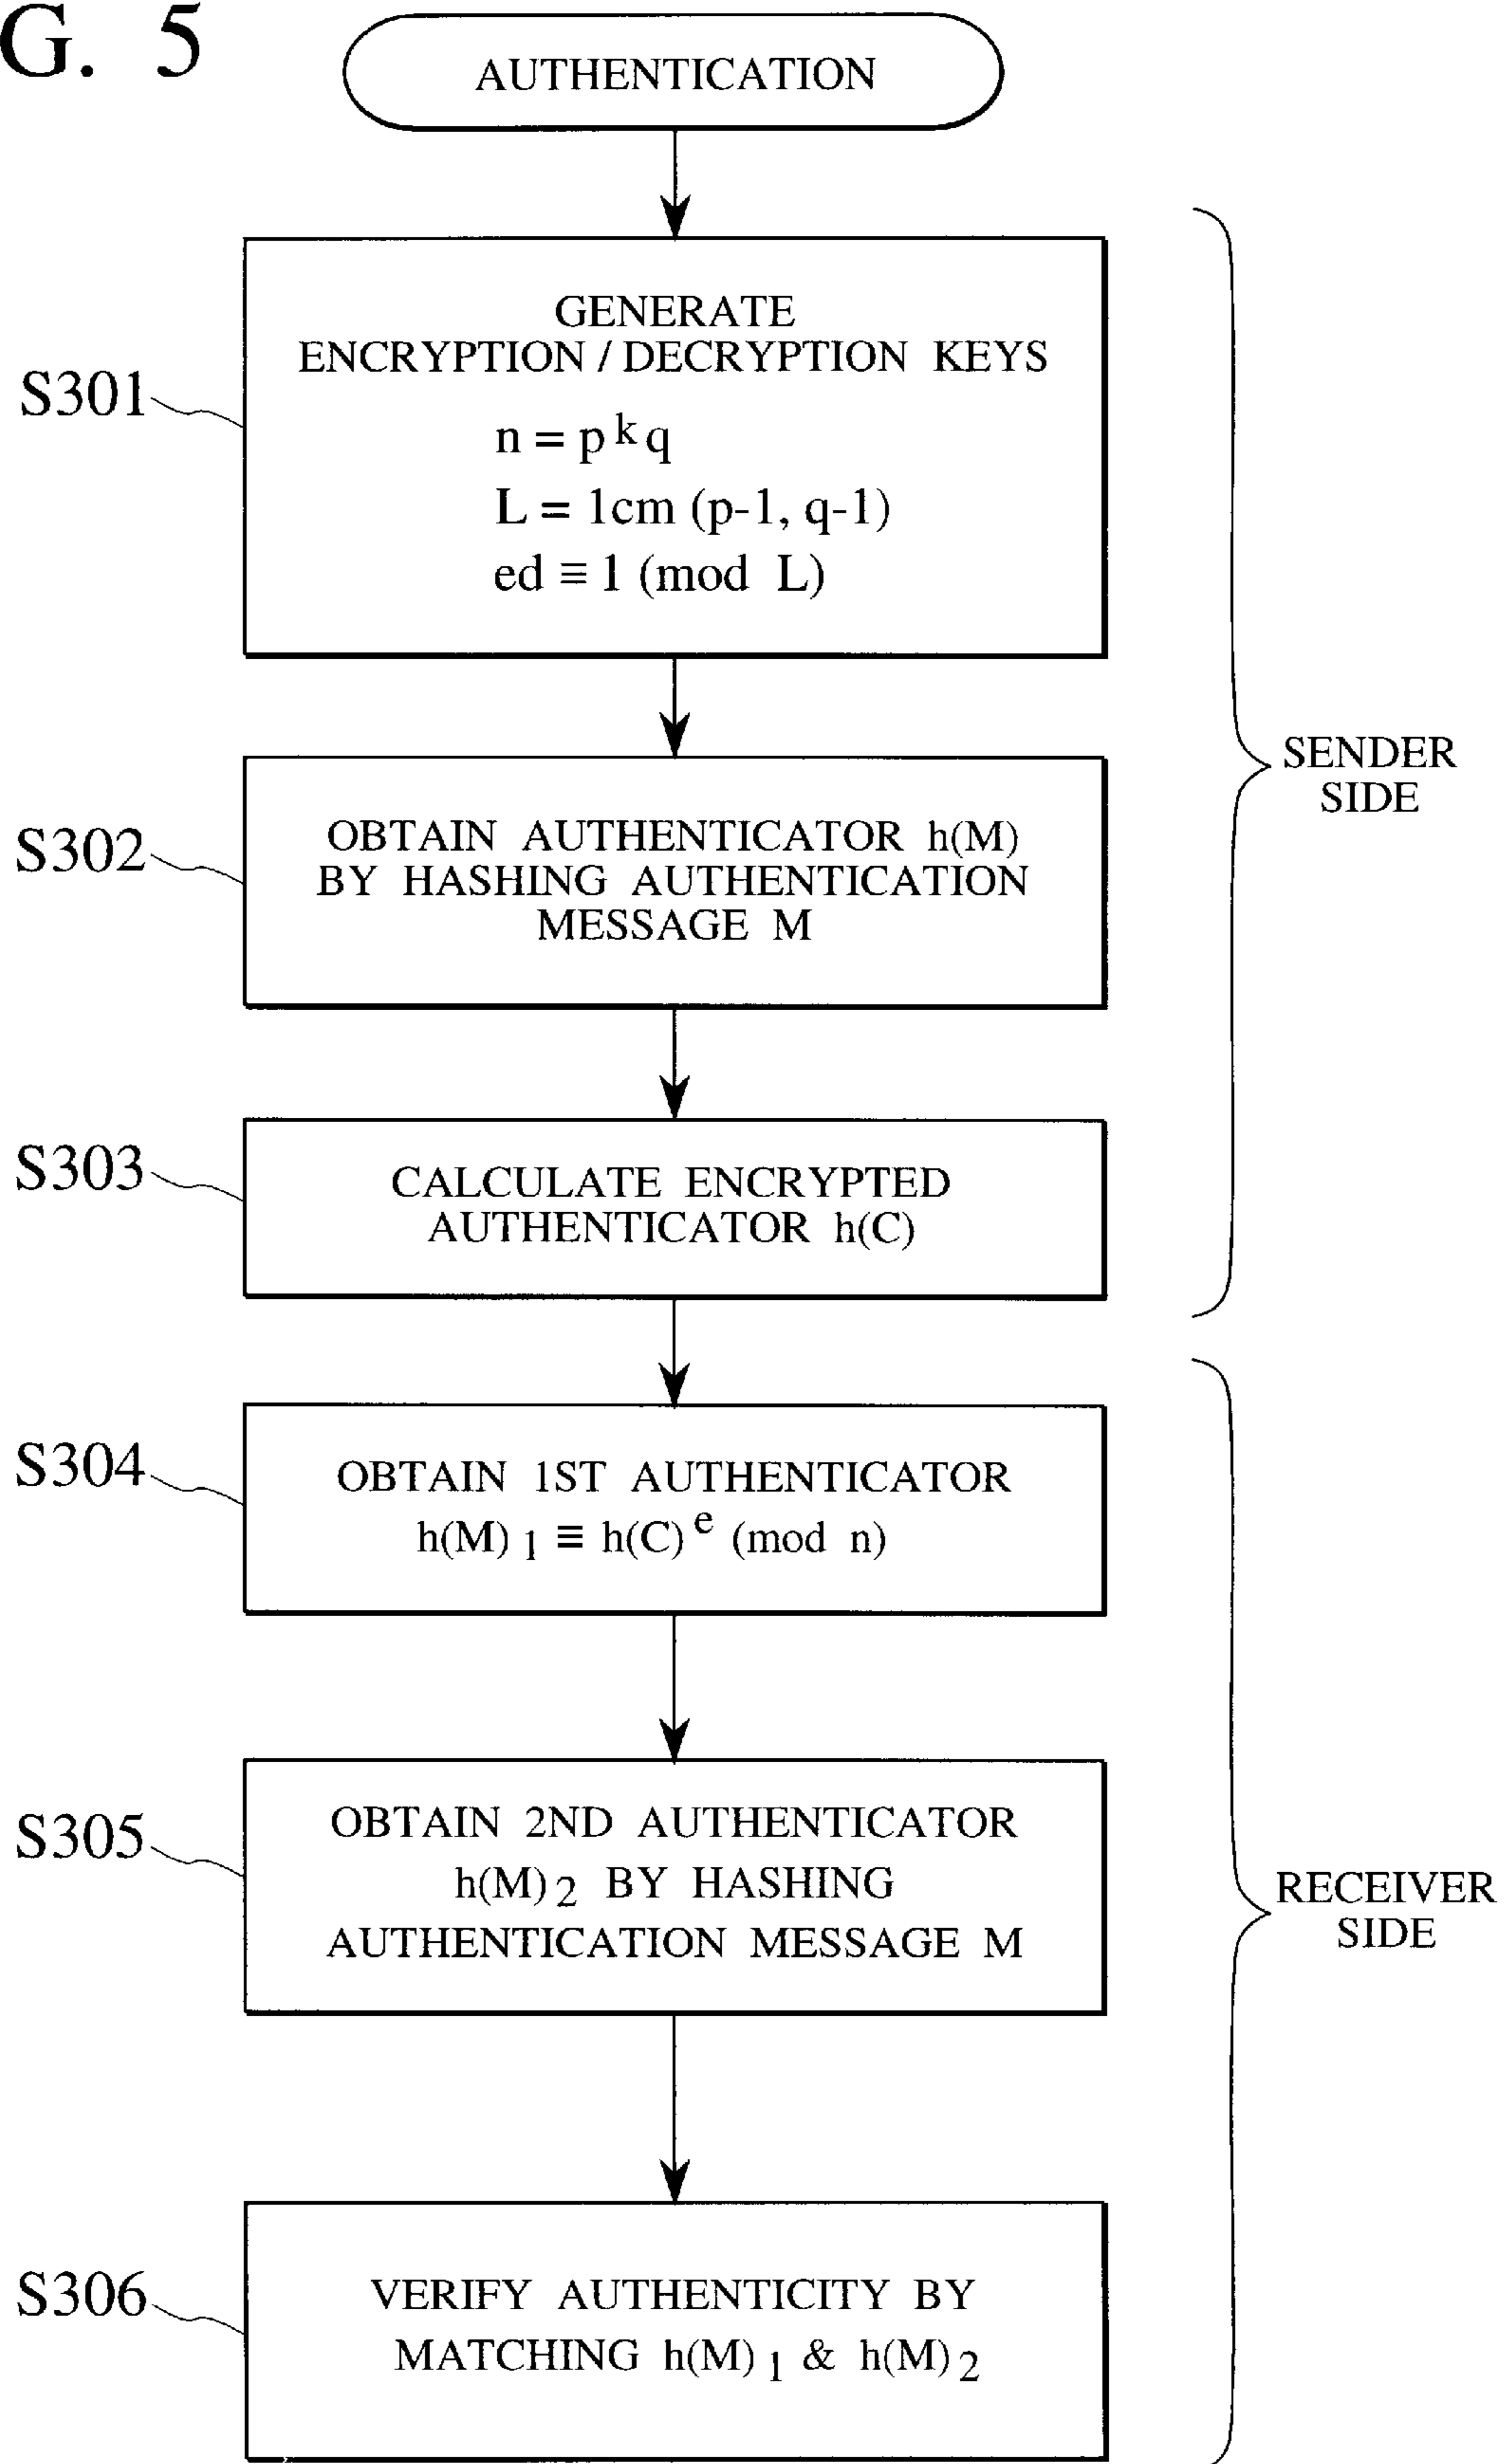 G. 5
AUTHENTICATION
S301
GENERATE
ENCRYPTION / DECRYPTION KEYS
n = p^k q
L = 1cm (p-1, q-1)
ed ≡ 1 (mod L)
SENDER
SIDE
S302
OBTAIN AUTHENTICATOR h(M)
BY HASHING AUTHENTICATION
MESSAGE M
S303
CALCULATE ENCRYPTED
AUTHENTICATOR h(C)
S304
OBTAIN 1ST AUTHENTICATOR
h(M)₁ ≡ h(C)^e (mod n)
S305
OBTAIN 2ND AUTHENTICATOR
h(M)₂ BY HASHING
AUTHENTICATION MESSAGE M
RECEIVER
SIDE
S306
VERIFY AUTHENTICITY BY
MATCHING h(M)₁ & h(M)₂